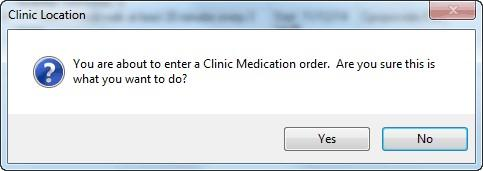 Clinic Location
You are about to enter a Clinic Medication order.  Are you sure this is
what you want to do?
Yes
No